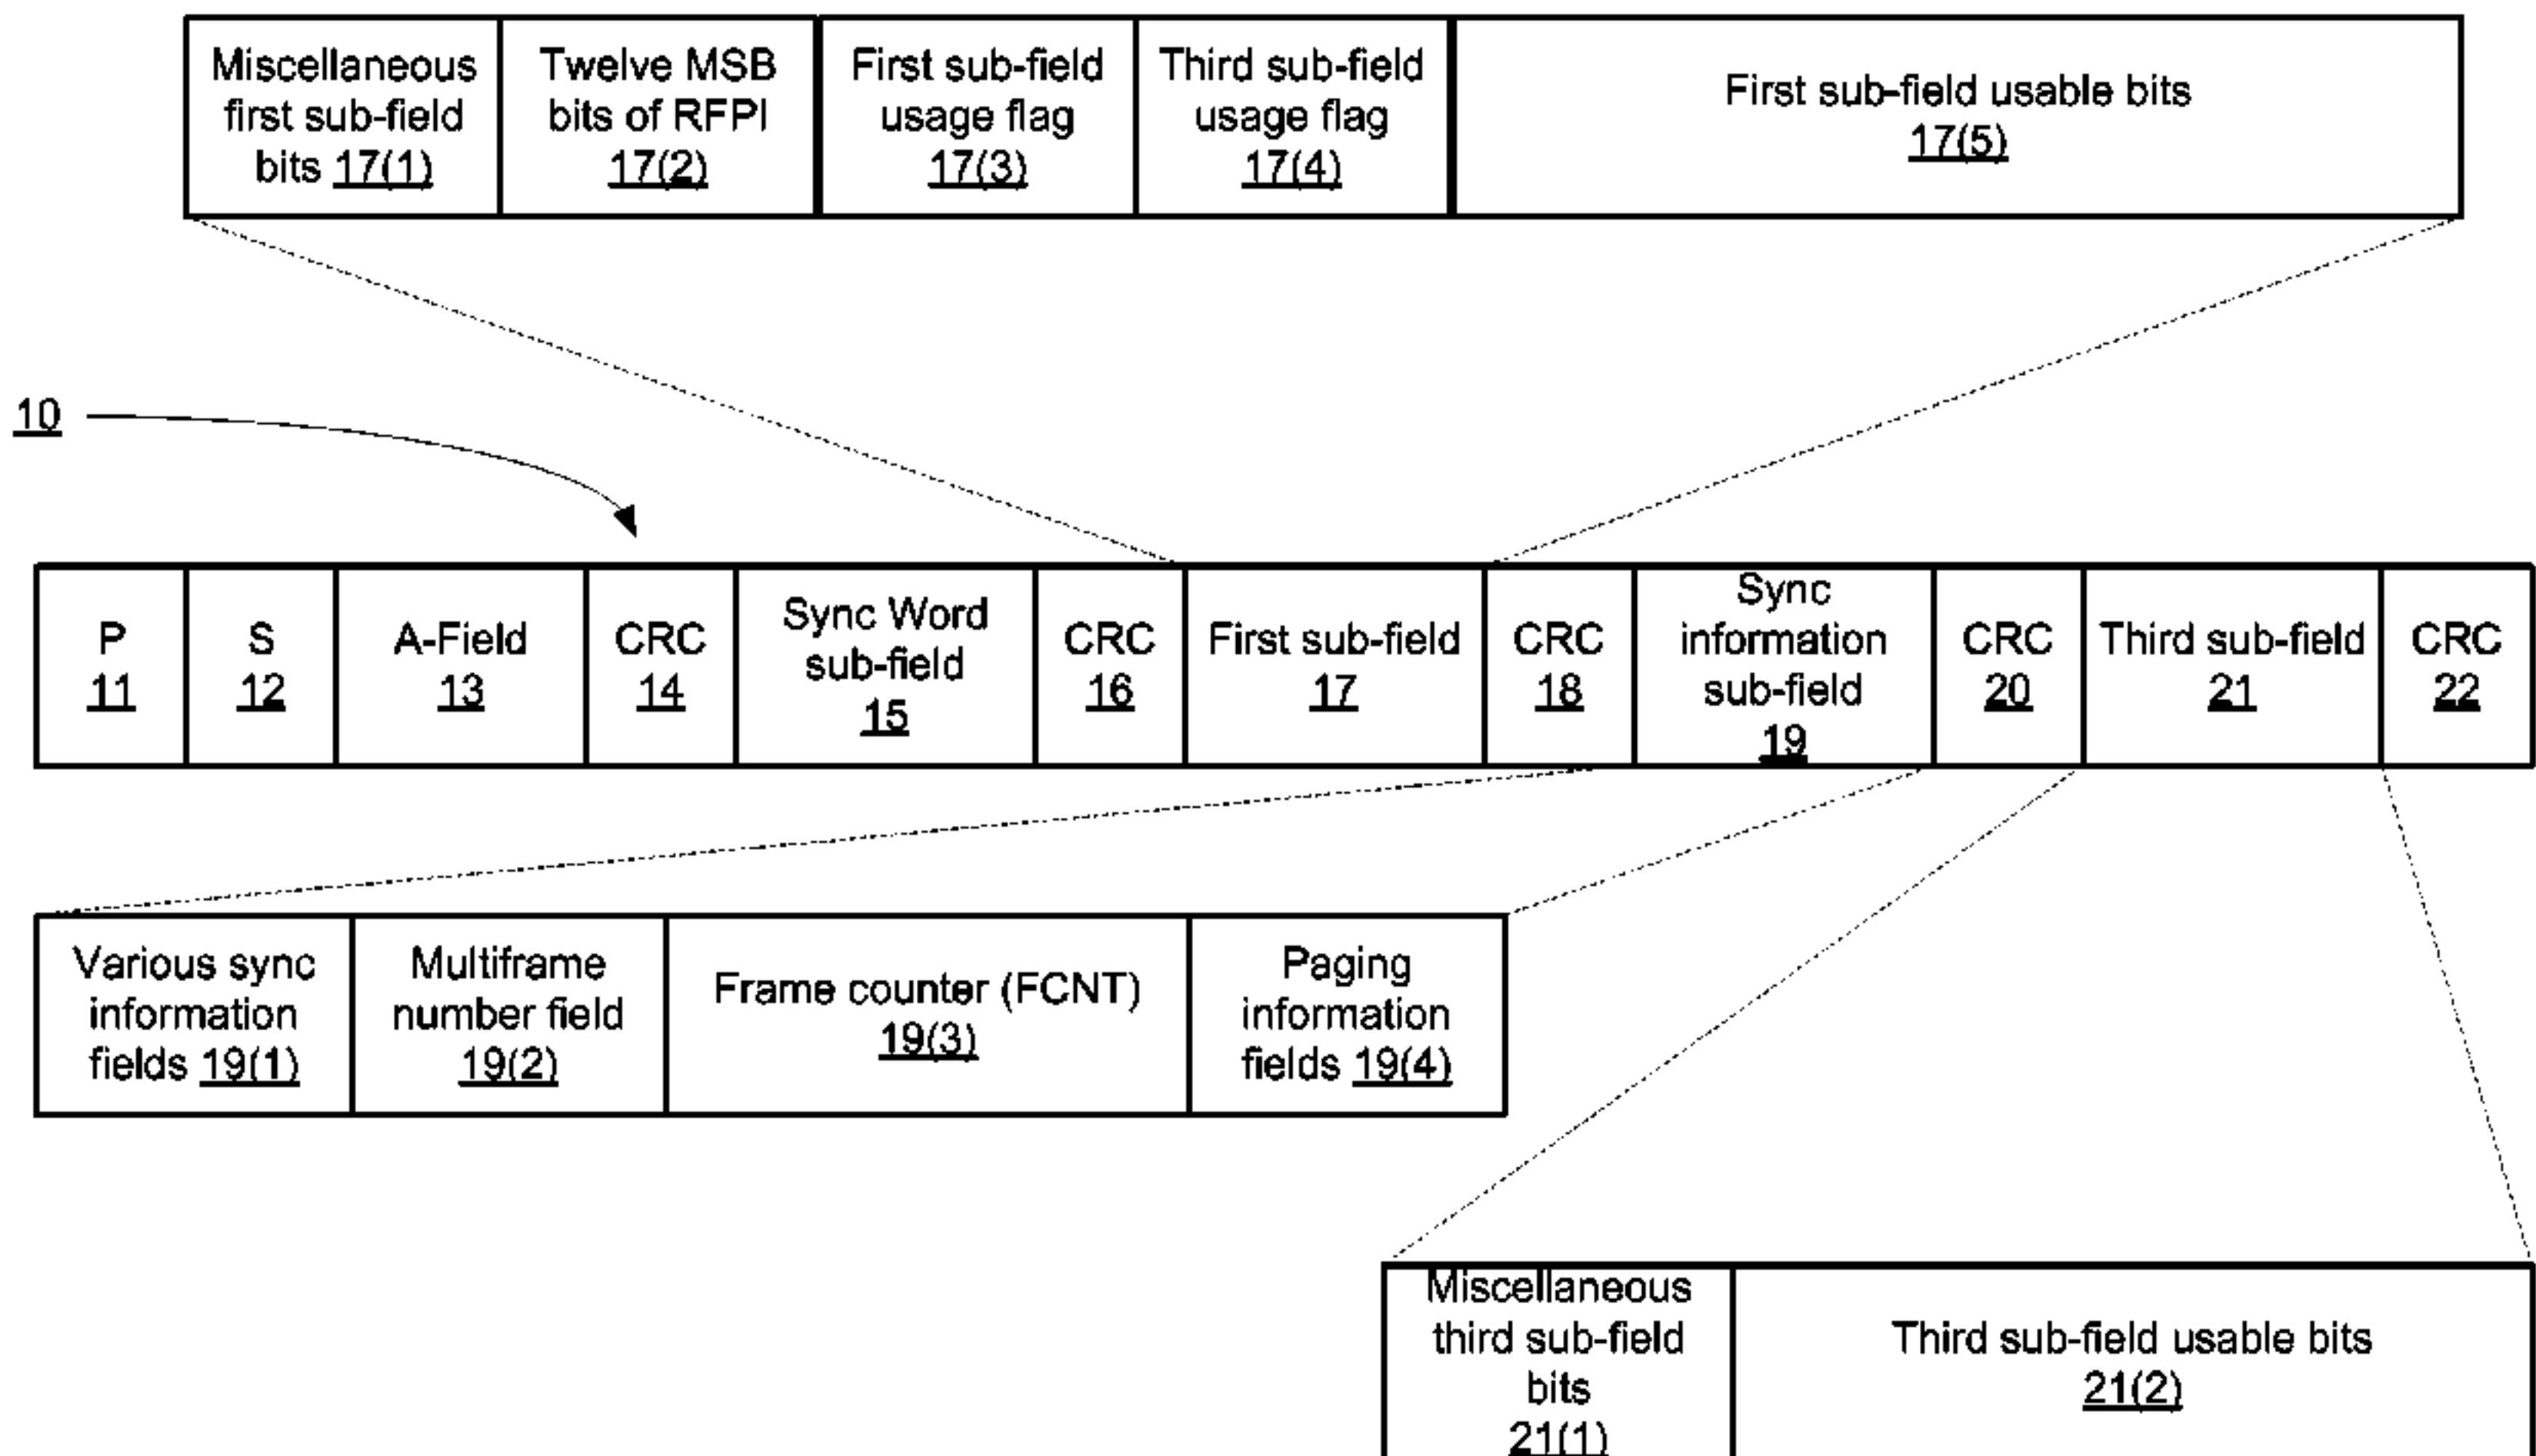 Miscellaneous
first sub-field
bits 17(1)
Twelve MSB
bits of RFPI
17(2)
First sub-field
usage flag
17(3)
Third sub-field
usage flag
17(4)
First sub-field usable bits
17(5)
10
P
11
S
12
A-Field
13
CRC
14
Sync Word
sub-field
15
CRC
16
First sub-field
17
CRC
18
Sync
information
sub-field
19
CRC
20
Third sub-field
21
CRC
22
Various sync
information
fields 19(1)
Multiframe
number field
19(2)
Frame counter (FCNT)
19(3)
Paging
information
fields 19(4)
Miscellaneous
third sub-field
bits
21(1)
Third sub-field usable bits
21(2)